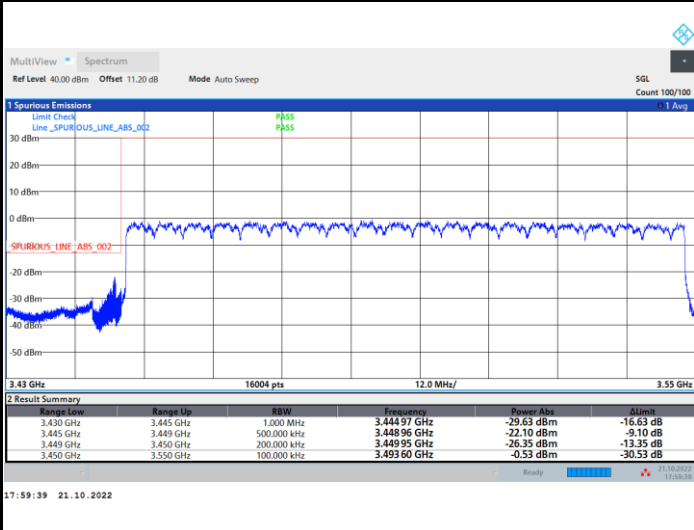 MultiView Spectrum
Ref Level 40.00 dBm Offset 11.20 dB Mode Auto Sweep SGL
Count 100/100
1 Spurious Emissions 1 Avg
Limit Check PASS
Line _SPURIOUS_LINE_ABS_002 PASS
30 dBm
20 dBm
10 dBm
0 dBm
_SPURIOUS_LINE_ABS_002
-20 dBm
-30 dBm
-40 dBm
-50 dBm
3.43 GHz 16004 pts 12.0 MHz/ 3.55 GHz
2 Result Summary
Range Low Range Up RBW Frequency Power Abs ΔLimit
3.430 GHz 3.445 GHz 1.000 MHz 3.444 97 GHz -29.63 dBm -16.63 dB
3.445 GHz 3.449 GHz 500.000 kHz 3.448 96 GHz -22.10 dBm -9.10 dB
3.449 GHz 3.450 GHz 200.000 kHz 3.449 95 GHz -26.35 dBm -13.35 dB
3.450 GHz 3.550 GHz 100.000 kHz 3.493 60 GHz -0.53 dBm -30.53 dB
Ready 21.10.2022
17:59:39
17:59:39 21.10.2022